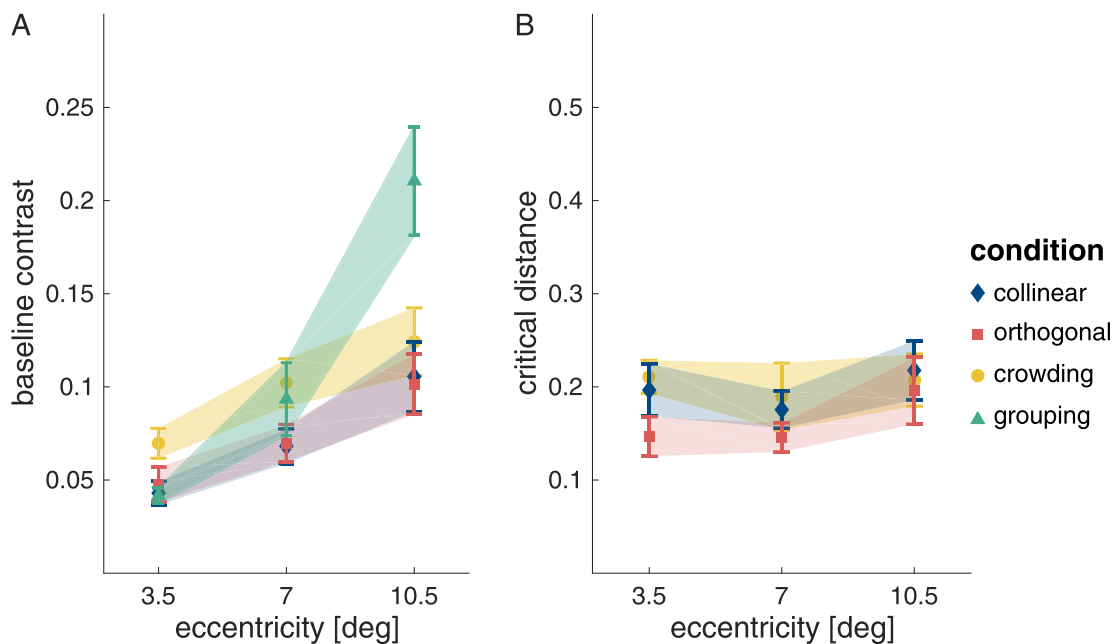 A
baseline contrast
0.25
0.2
0.15
0.1
0.05
3.5 7 10.5
eccentricity [deg]
B
critical distance
0.5
0.4
0.3
0.2
0.1
3.5 7 10.5
eccentricity [deg]
condition
collinear
orthogonal
crowding
grouping